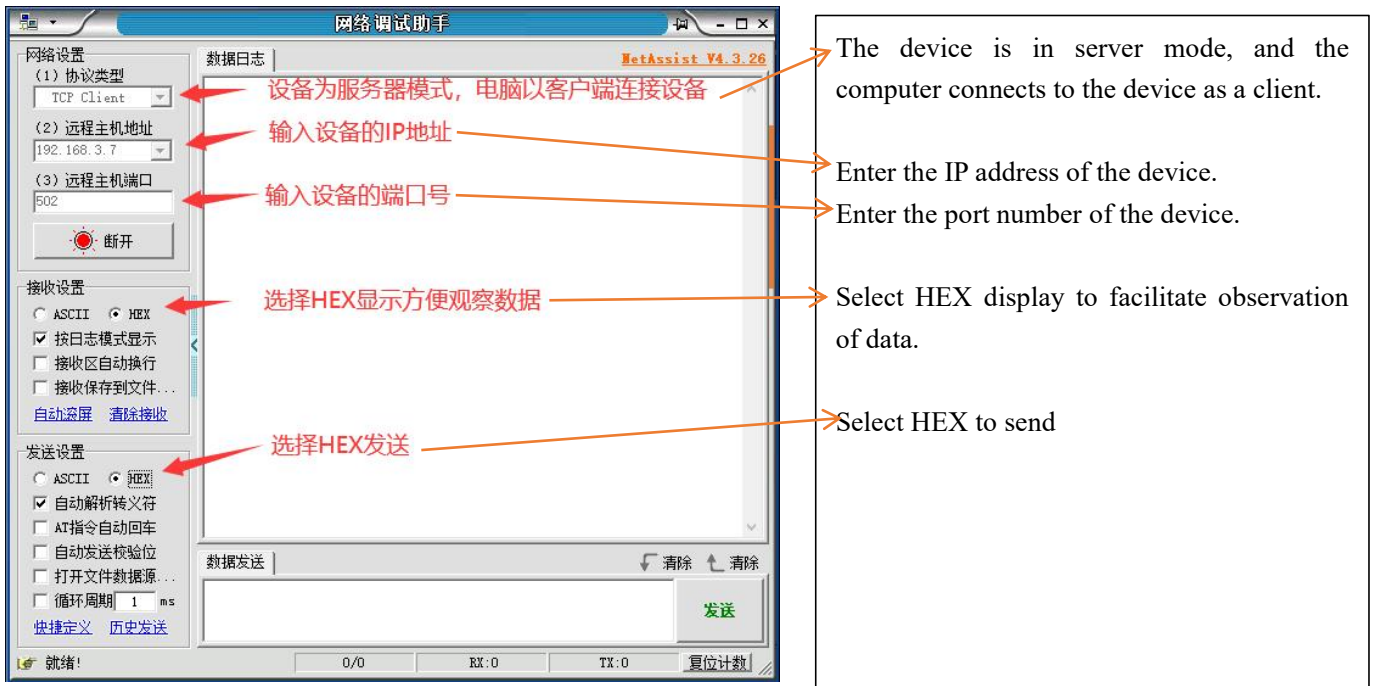 网络调试助手
网络设置
(1) 协议类型
TCP Client
(2) 远程主机地址
192.168.3.7
(3) 远程主机端口
502
断开
接收设置
ASCII HEX
按日志模式显示
接收区自动换行
接收保存到文件...
自动滚屏 清除接收
发送设置
ASCII HEX
自动解析转义符
AT指令自动回车
自动发送校验位
打开文件数据源...
循环周期 1 ms
快捷定义 历史发送
数据日志
NetAssist V4.3.26
设备为服务器模式，电脑以客户端连接设备
输入设备的IP地址
输入设备的端口号
选择HEX显示方便观察数据
选择HEX发送
数据发送
清除 清除
发送
就绪! 0/0 RX:0 TX:0 复位计数
The device is in server mode, and the
computer connects to the device as a client.
Enter the IP address of the device.
Enter the port number of the device.
Select HEX display to facilitate observation
of data.
Select HEX to send